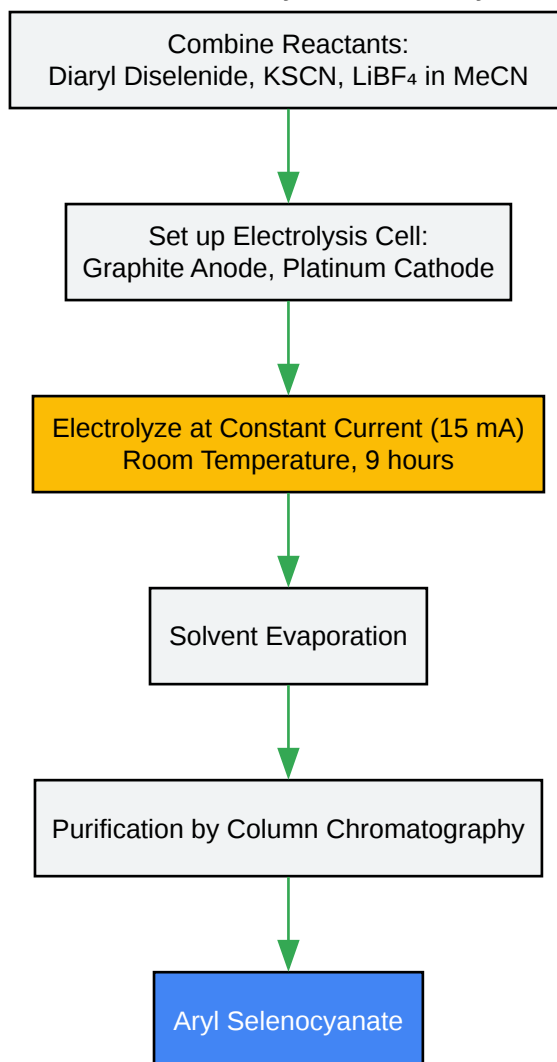 Combine Reactants:
Diaryl Diselenide, KSCN, LiBF₄ in MeCN
Set up Electrolysis Cell:
Graphite Anode, Platinum Cathode
Electrolyze at Constant Current (15 mA)
Room Temperature, 9 hours
Solvent Evaporation
Purification by Column Chromatography
Aryl Selenocyanate